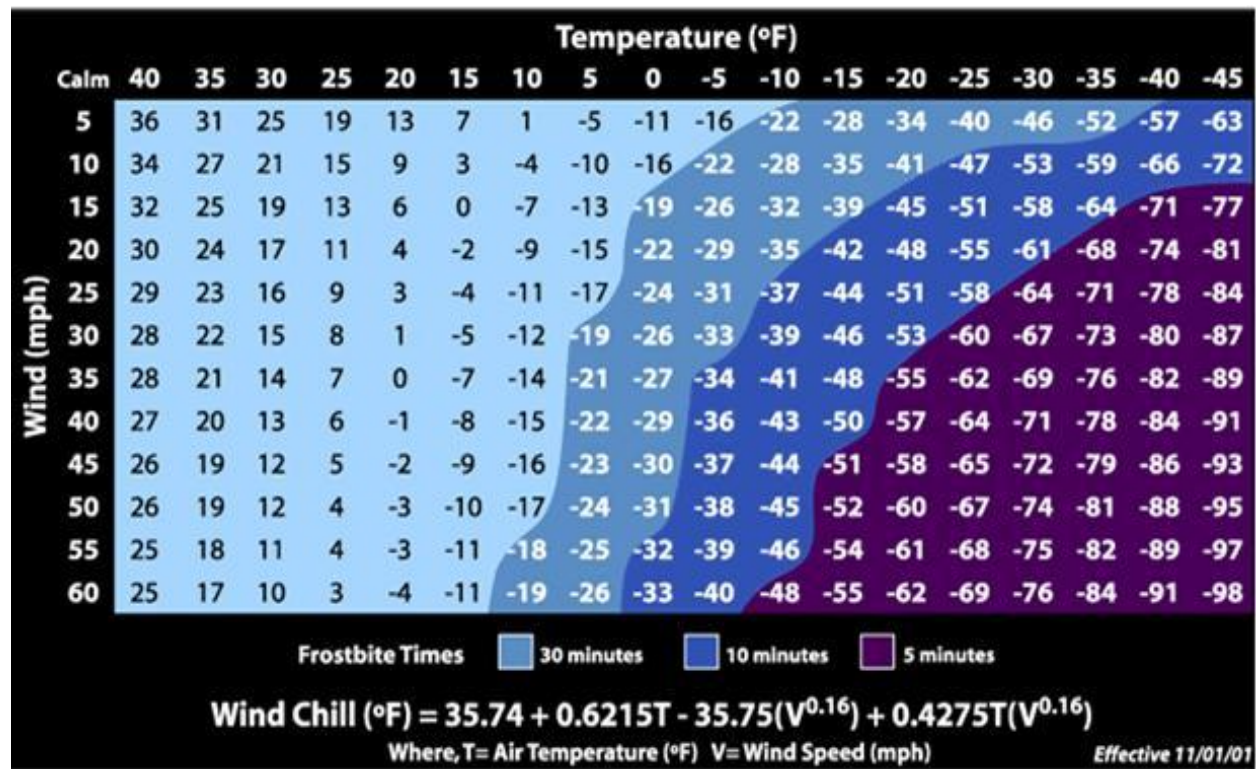 Temperature (ºF)
Calm 40 35 30 25 20 15 10 5 0 -5 -10 -15 -20 -25 -30 -35 -40 -45
5 36 31 25 19 13 7 1 -5 -11 -16 -22 -28 -34 -40 -46 -52 -57 -63
10 34 27 21 15 9 3 -4 -10 -16 -22 -28 -35 -41 -47 -53 -59 -66 -72
15 32 25 19 13 6 0 -7 -13 -19 -26 -32 -39 -45 -51 -58 -64 -71 -77
20 30 24 17 11 4 -2 -9 -15 -22 -29 -35 -42 -48 -55 -61 -68 -74 -81
25 29 23 16 9 3 -4 -11 -17 -24 -31 -37 -44 -51 -58 -64 -71 -78 -84
30 28 22 15 8 1 -5 -12 -19 -26 -33 -39 -46 -53 -60 -67 -73 -80 -87
35 28 21 14 7 0 -7 -14 -21 -27 -34 -41 -48 -55 -62 -69 -76 -82 -89
40 27 20 13 6 -1 -8 -15 -22 -29 -36 -43 -50 -57 -64 -71 -78 -84 -91
45 26 19 12 5 -2 -9 -16 -23 -30 -37 -44 -51 -58 -65 -72 -79 -86 -93
50 26 19 12 4 -3 -10 -17 -24 -31 -38 -45 -52 -60 -67 -74 -81 -88 -95
55 25 18 11 4 -3 -11 -18 -25 -32 -39 -46 -54 -61 -68 -75 -82 -89 -97
60 25 17 10 3 -4 -11 -19 -26 -33 -40 -48 -55 -62 -69 -76 -84 -91 -98
Wind (mph)
Frostbite Times 30 minutes 10 minutes 5 minutes
Wind Chill (ºF) = 35.74 + 0.6215T - 35.75(V^0.16) + 0.4275T(V^0.16)
Where, T= Air Temperature (ºF) V= Wind Speed (mph) Effective 11/01/01